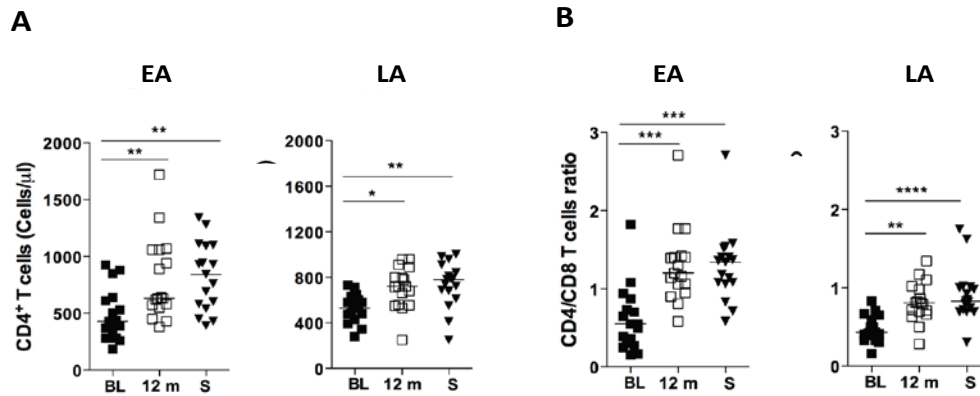 A
B
EA
LA
EA
LA
CD4+ T cells (Cells/μl)
2000
1500
1000
500
0
**
**
BL 12 m S
2000
1600
1200
800
400
0
**
*
BL 12 m S
CD4/CD8 T cells ratio
3
2
1
0
***
***
BL 12 m S
3
2
1
0
****
**
BL 12 m S